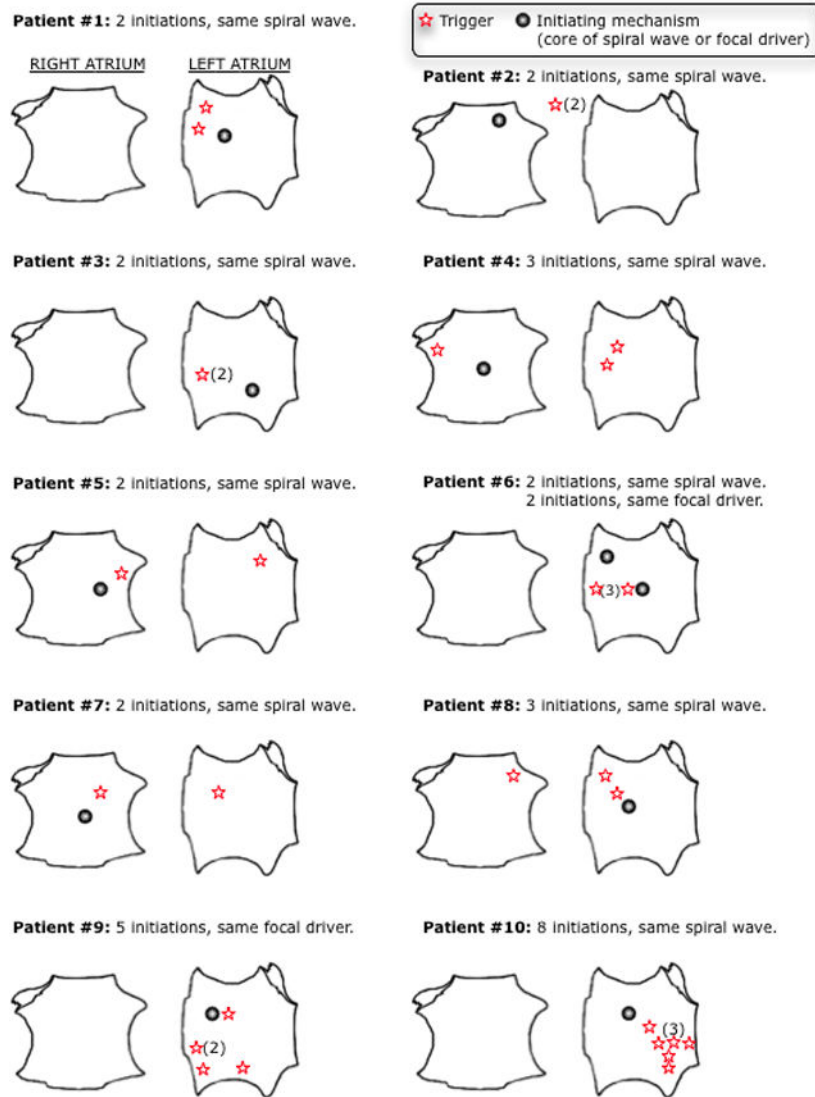 Patient #1: 2 initiations, same spiral wave.
Trigger
Initiating mechanism
(core of spiral wave or focal driver)
RIGHT ATRIUM
LEFT ATRIUM
Patient #2: 2 initiations, same spiral wave.
(2)
Patient #3: 2 initiations, same spiral wave.
Patient #4: 3 initiations, same spiral wave.
(2)
Patient #5: 2 initiations, same spiral wave.
Patient #6: 2 initiations, same spiral wave.
2 initiations, same focal driver.
(3)
Patient #7: 2 initiations, same spiral wave.
Patient #8: 3 initiations, same spiral wave.
Patient #9: 5 initiations, same focal driver.
Patient #10: 8 initiations, same spiral wave.
(2)
(3)